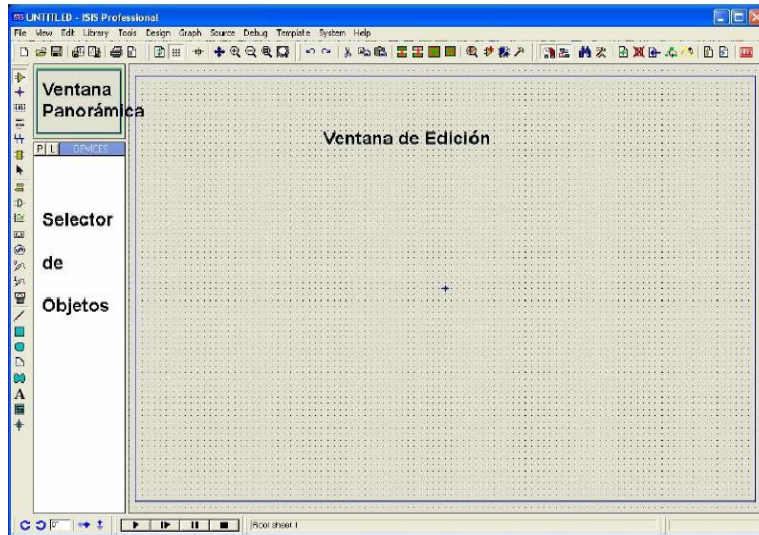 UNTITLED - ISIS Professional
File View Edit Library Tools Design Graph Source Debug Template System Help
Ventana
Panorámica
Ventana de Edición
P L DEVICES
Selector
de
Objetos
A
Root sheet 1